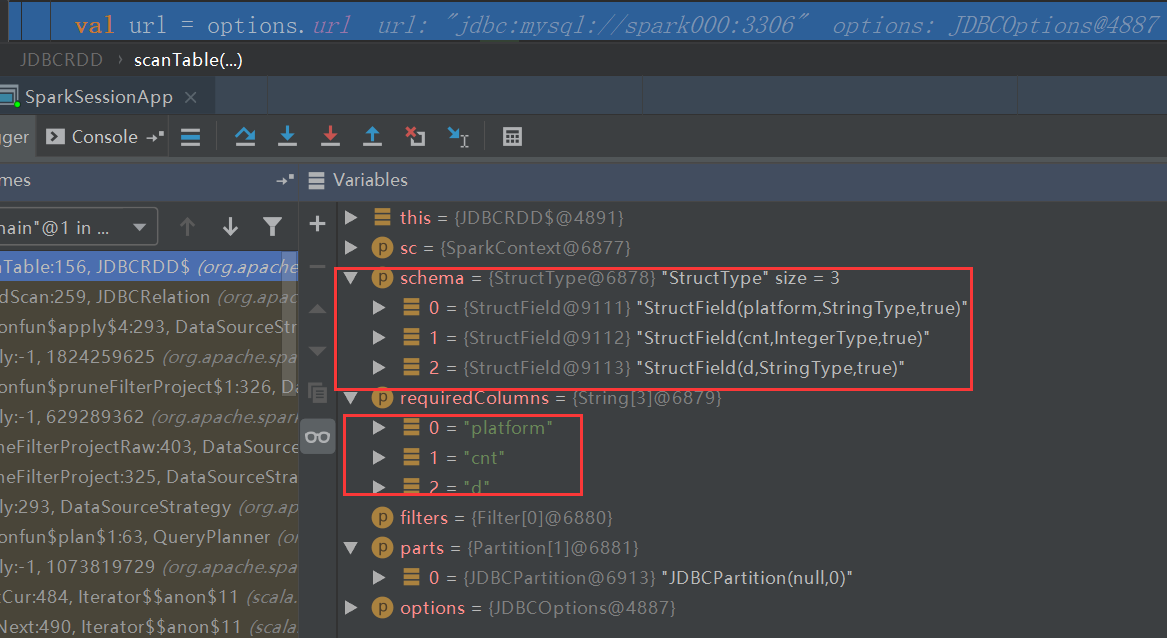 val url = options.url url: "jdbc:mysql://spark000:3306" options: JDBCOptions@4887
JDBCRDD › scanTable(...)
SparkSessionApp
gger Console
mes Variables
nain"@1 in ...
nTable:156, JDBCRDD$ (org.apache
dScan:259, JDBCRelation (org.apac
onfun$apply$4:293, DataSourceStr
ly:-1, 1824259625 (org.apache.spa
onfun$pruneFilterProject$1:326, Da
ly:-1, 629289362 (org.apache.spark
neFilterProjectRaw:403, DataSource
neFilterProject:325, DataSourceStra
ly:293, DataSourceStrategy (org.ap
onfun$plan$1:63, QueryPlanner (or
ly:-1, 1073819729 (org.apache.spa
tCur:484, Iterator$$anon$11 (scala.
Next:490, Iterator$$anon$11 (scala
this = {JDBCRDD$@4891}
sc = {SparkContext@6877}
schema = {StructType@6878} "StructType" size = 3
0 = {StructField@9111} "StructField(platform,StringType,true)"
1 = {StructField@9112} "StructField(cnt,IntegerType,true)"
2 = {StructField@9113} "StructField(d,StringType,true)"
requiredColumns = {String[3]@6879}
0 = "platform"
1 = "cnt"
2 = "d"
filters = {Filter[0]@6880}
parts = {Partition[1]@6881}
0 = {JDBCPartition@6913} "JDBCPartition(null,0)"
options = {JDBCOptions@4887}